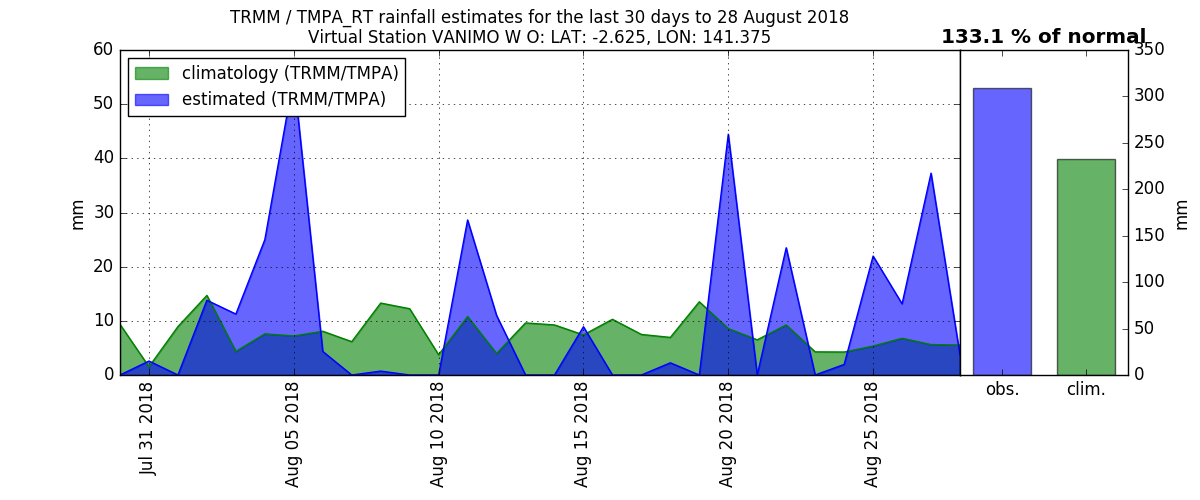 TRMM / TMPA_RT rainfall estimates for the last 30 days to 28 August 2018
Virtual Station VANIMO W O: LAT: -2.625, LON: 141.375
133.1 % of normal
climatology (TRMM/TMPA)
estimated (TRMM/TMPA)
60
50
40
30
20
10
0
mm
Jul 31 2018
Aug 05 2018
Aug 10 2018
Aug 15 2018
Aug 20 2018
Aug 25 2018
obs.
clim.
350
300
250
200
150
100
50
0
mm